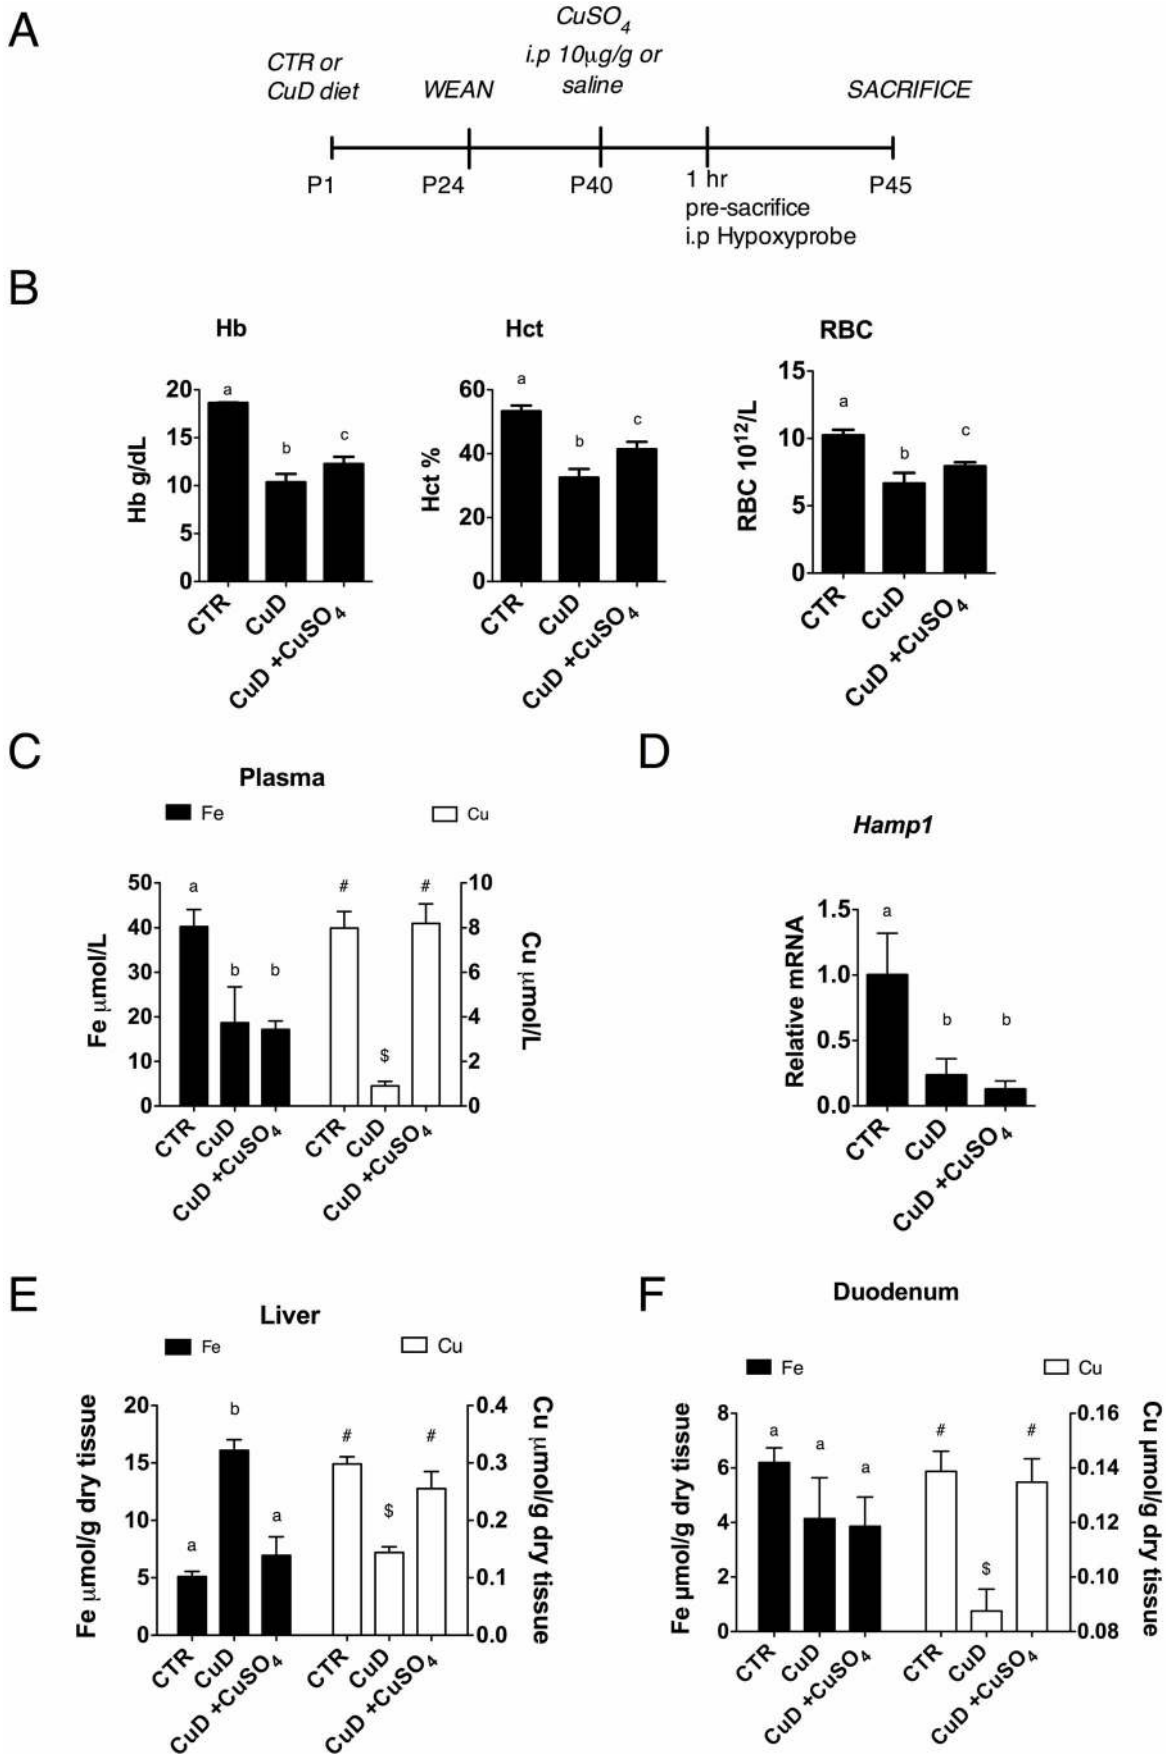 A
CTR or
CuD diet
WEAN
CuSO4
i.p 10μg/g or
saline
SACRIFICE
P1
P24
P40
1 hr
pre-sacrifice
i.p Hypoxyprobe
P45
B
Hb
Hb g/dL
20
15
10
5
0
a
b
c
CTR
CuD
CuD +CuSO4
Hct
Hct %
60
40
20
0
a
b
c
CTR
CuD
CuD +CuSO4
RBC
RBC 10¹²/L
15
10
5
0
a
b
c
CTR
CuD
CuD +CuSO4
C
Plasma
Fe
Cu
Fe μmol/L
50
40
30
20
10
0
a
b
b
#
$
#
10
8
6
4
2
0
Cu μmol/L
CTR
CuD
CuD +CuSO4
CTR
CuD
CuD +CuSO4
D
Hamp1
Relative mRNA
1.5
1.0
0.5
0.0
a
b
b
CTR
CuD
CuD +CuSO4
E
Liver
Fe
Cu
Fe μmol/g dry tissue
20
15
10
5
0
a
b
a
#
$
#
0.4
0.3
0.2
0.1
0.0
Cu μmol/g dry tissue
CTR
CuD
CuD +CuSO4
CTR
CuD
CuD +CuSO4
F
Duodenum
Fe
Cu
Fe μmol/g dry tissue
8
6
4
2
0
a
a
a
#
$
#
0.16
0.14
0.12
0.10
0.08
Cu μmol/g dry tissue
CTR
CuD
CuD +CuSO4
CTR
CuD
CuD +CuSO4